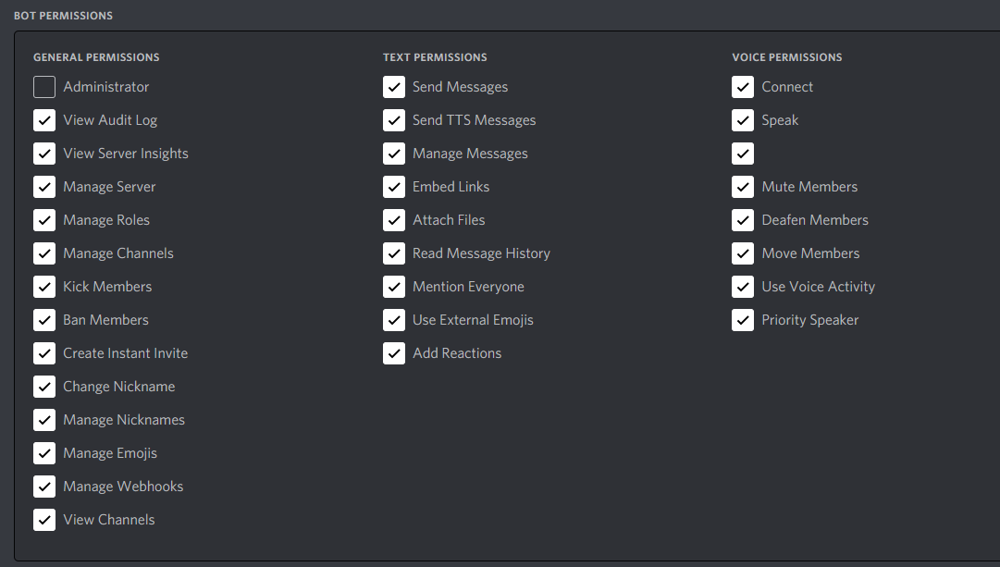 BOT PERMISSIONS
GENERAL PERMISSIONS
Administrator
View Audit Log
View Server Insights
Manage Server
Manage Roles
Manage Channels
Kick Members
Ban Members
Create Instant Invite
Change Nickname
Manage Nicknames
Manage Emojis
Manage Webhooks
View Channels
TEXT PERMISSIONS
Send Messages
Send TTS Messages
Manage Messages
Embed Links
Attach Files
Read Message History
Mention Everyone
Use External Emojis
Add Reactions
VOICE PERMISSIONS
Connect
Speak
Mute Members
Deafen Members
Move Members
Use Voice Activity
Priority Speaker